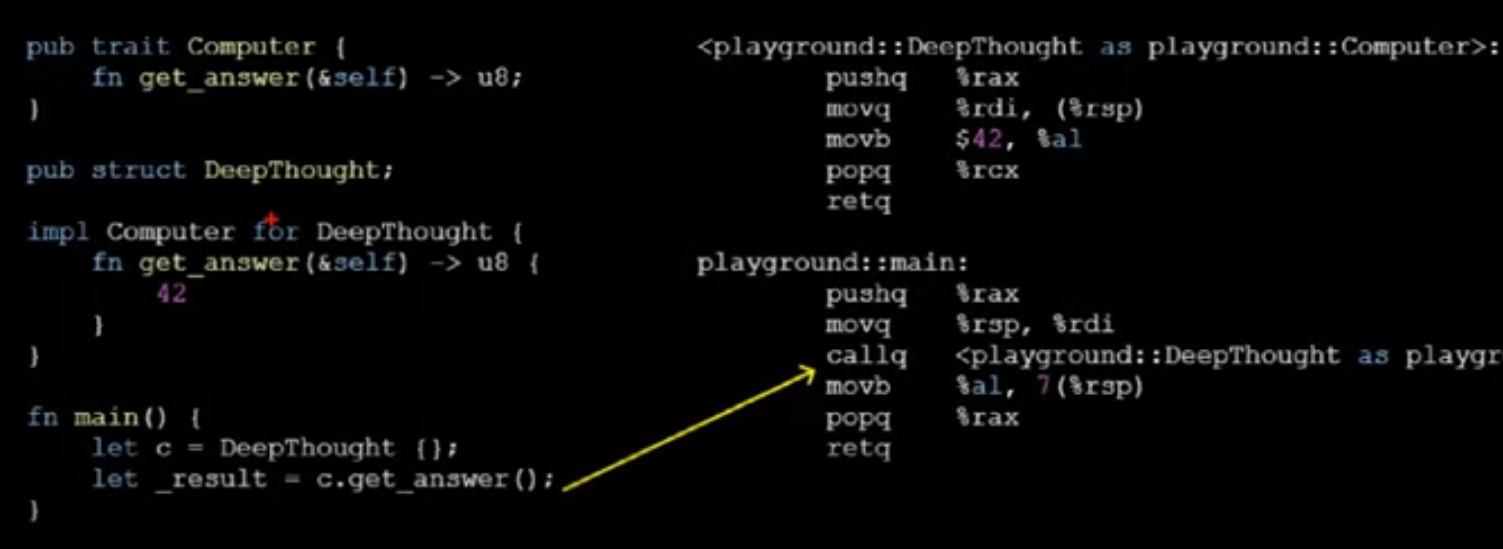 pub trait Computer {
    fn get_answer(&self) -> u8;
}
pub struct DeepThought;
impl Computer for DeepThought {
    fn get_answer(&self) -> u8 {
        42
    }
}
fn main() {
    let c = DeepThought {};
    let _result = c.get_answer();
}
<playground::DeepThought as playground::Computer>:
        pushq   %rax
        movq    %rdi, (%rsp)
        movb    $42, %al
        popq    %rcx
        retq
playground::main:
        pushq   %rax
        movq    %rsp, %rdi
        callq   <playground::DeepThought as playgr
        movb    %al, 7(%rsp)
        popq    %rax
        retq